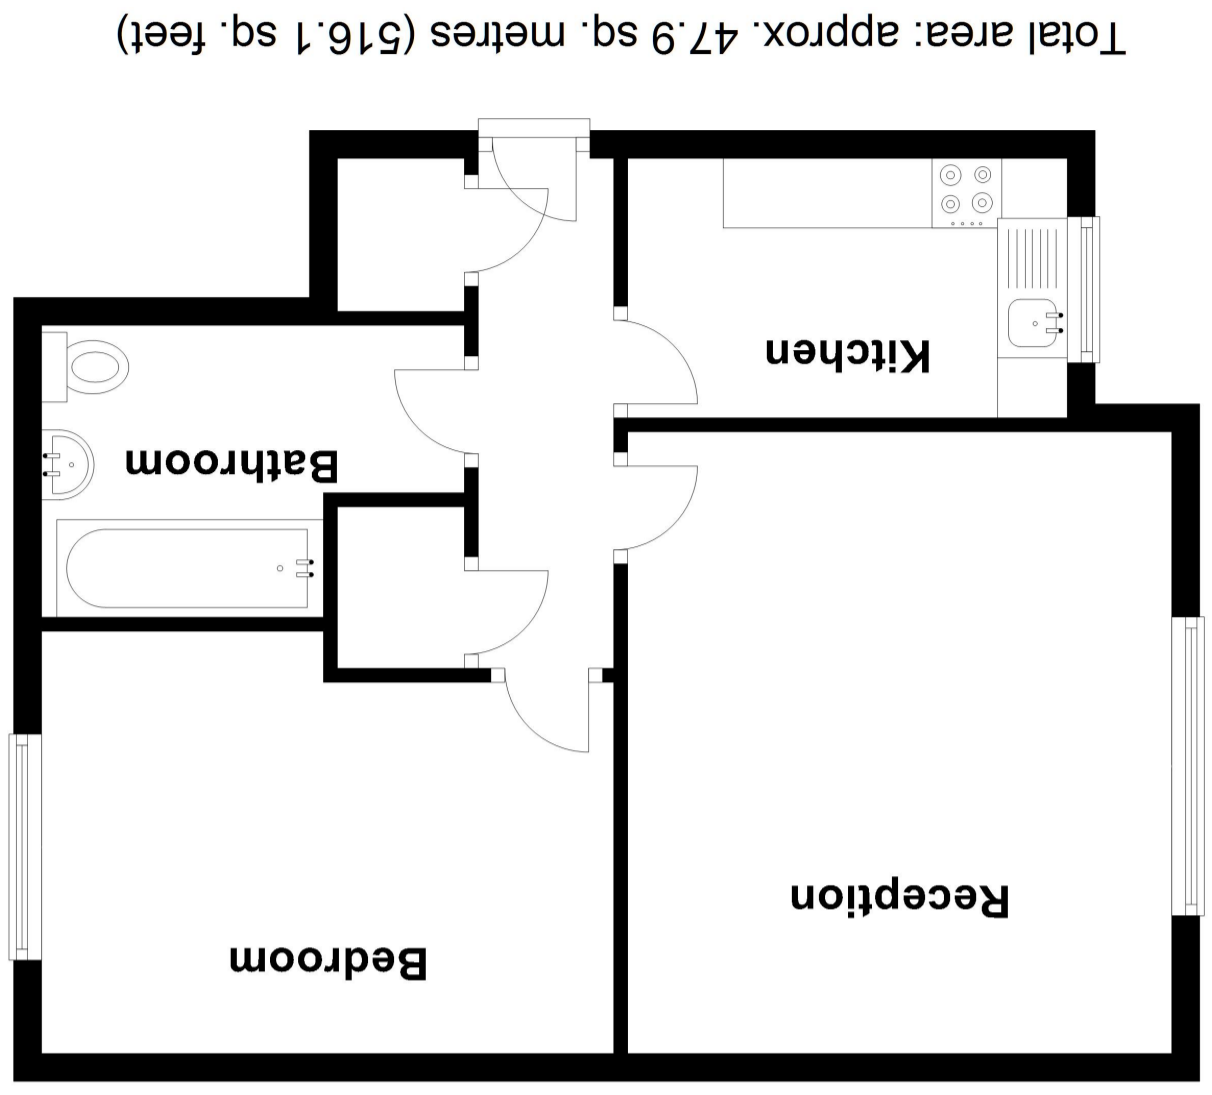 Reception
Bedroom
Kitchen
Bathroom
Total area: approx. 47.9 sq. metres (516.1 sq. feet)